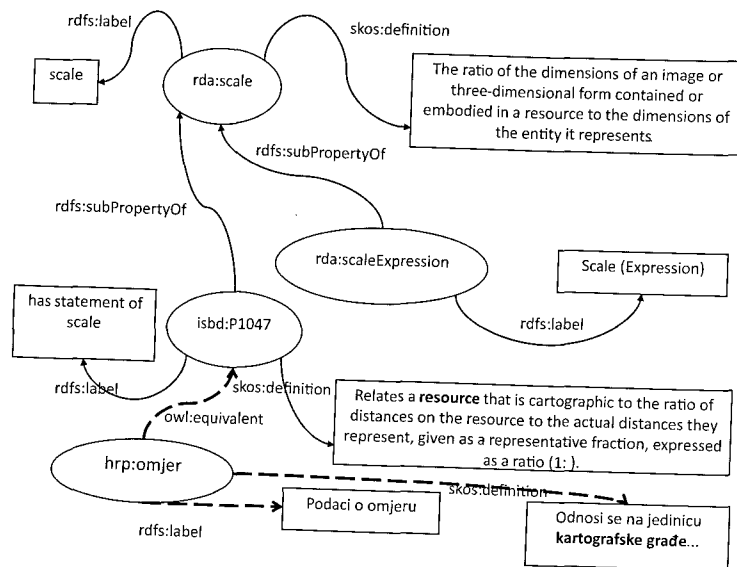 rdfs:label
skos:definition
scale
rda:scale
The ratio of the dimensions of an image or
three-dimensional form contained or
embodied in a resource to the dimensions of
the entity it represents
rdfs:subPropertyOf
rdfs:subPropertyOf
rda:scaleExpression
Scale (Expression)
has statement of
scale
isbd:P1047
rdfs:label
rdfs:label
skos:definition
owl:equivalent
Relates a resource that is cartographic to the ratio of
distances on the resource to the actual distances they
represent, given as a representative fraction, expressed
as a ratio (1: ).
hrp:omjer
skos:definition
Podaci o omjeru
rdfs:label
Odnosi se na jedinicu
kartografske građe...